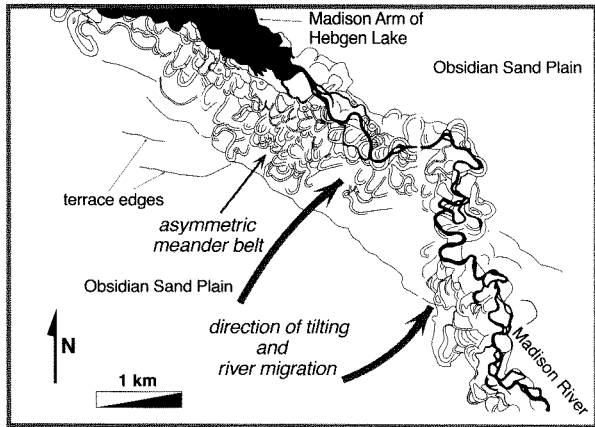 Madison Arm of
Hebgen Lake
Obsidian Sand Plain
terrace edges
asymmetric
meander belt
Obsidian Sand Plain
direction of tilting
and
river migration
N
1 km
Madison River